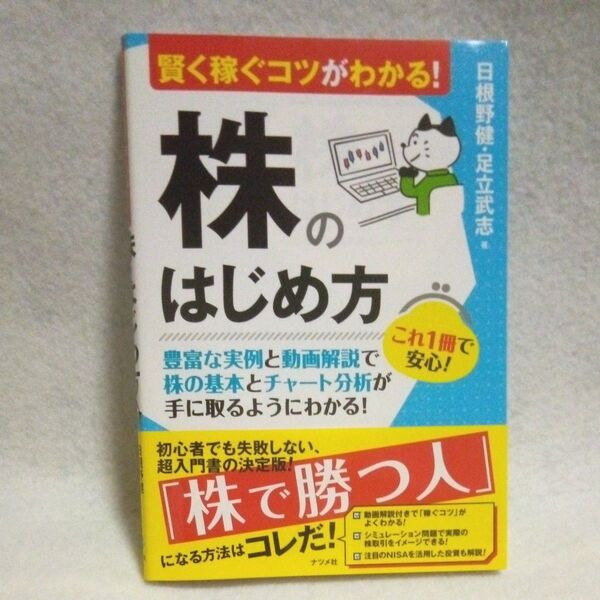 賢く稼ぐコツがわかる!
日根野健・足立武志 著
株の
はじめ方
これ1冊で
安心!
豊富な実例と動画解説で
株の基本とチャート分析が
手に取るようにわかる!
初心者でも失敗しない、
超入門書の決定版!
「株で勝つ人」
になる方法はコレだ!
動画解説付きで「稼ぐコツ」が
よくわかる!
シミュレーション問題で実際の
株取引をイメージできる!
注目のNISAを活用した投資も解説!
ナツメ社